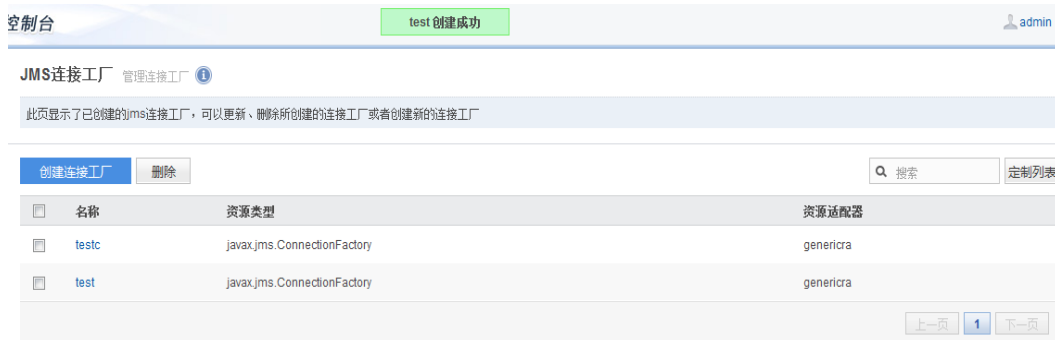 控制台 test 创建成功 admin
JMS连接工厂 管理连接工厂
此页显示了已创建的jms连接工厂，可以更新、删除所创建的连接工厂或者创建新的连接工厂
创建连接工厂 删除 搜索 定制列表
名称 资源类型 资源适配器
testc javax.jms.ConnectionFactory genericra
test javax.jms.ConnectionFactory genericra
上一页 1 下一页